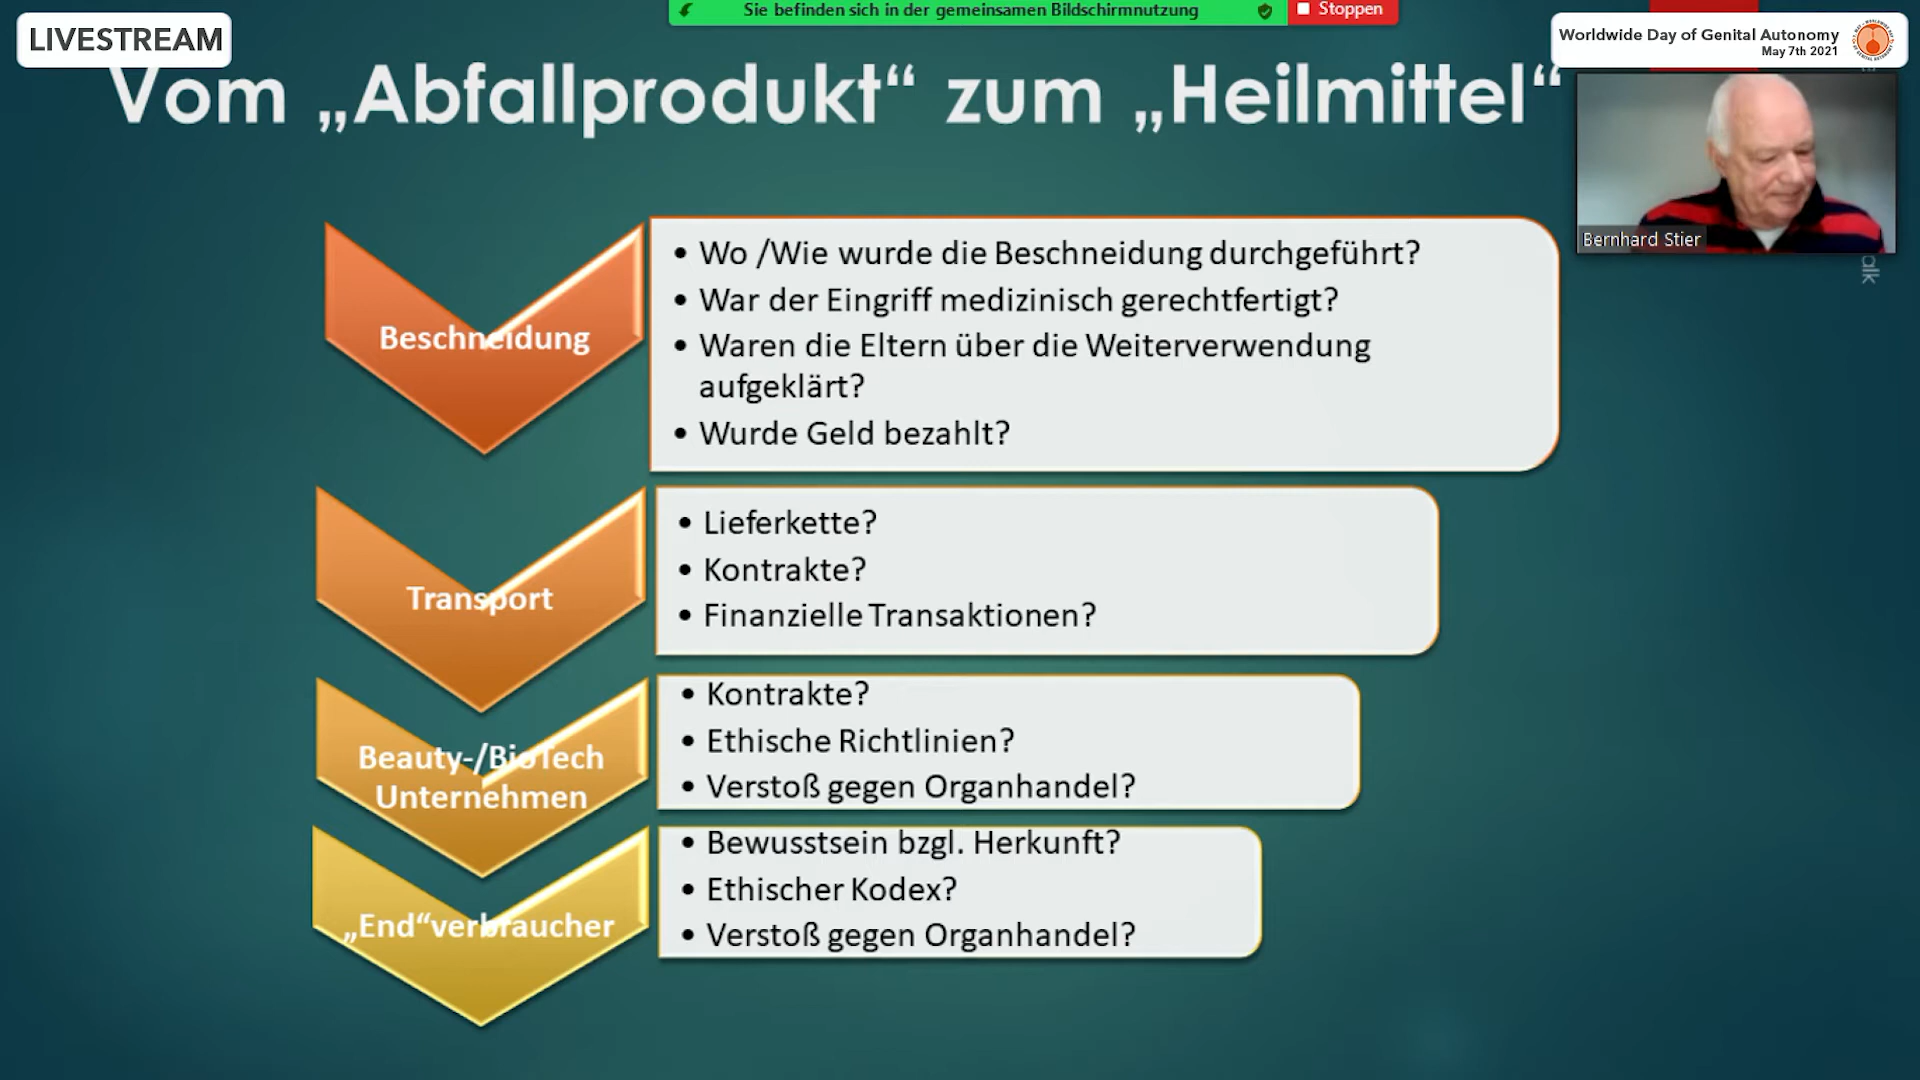 Sie befinden sich in der gemeinsamen Bildschirmnutzung
Stoppen
LIVESTREAM
Worldwide Day of Genital Autonomy
May 7th 2021
Vom „Abfallprodukt“ zum „Heilmittel“
Bernhard Stier
alk
Beschneidung
• Wo /Wie wurde die Beschneidung durchgeführt?
• War der Eingriff medizinisch gerechtfertigt?
• Waren die Eltern über die Weiterverwendung
aufgeklärt?
• Wurde Geld bezahlt?
Transport
• Lieferkette?
• Kontrakte?
• Finanzielle Transaktionen?
Beauty-/BioTech
Unternehmen
• Kontrakte?
• Ethische Richtlinien?
• Verstoß gegen Organhandel?
„End“verbraucher
• Bewusstsein bzgl. Herkunft?
• Ethischer Kodex?
• Verstoß gegen Organhandel?